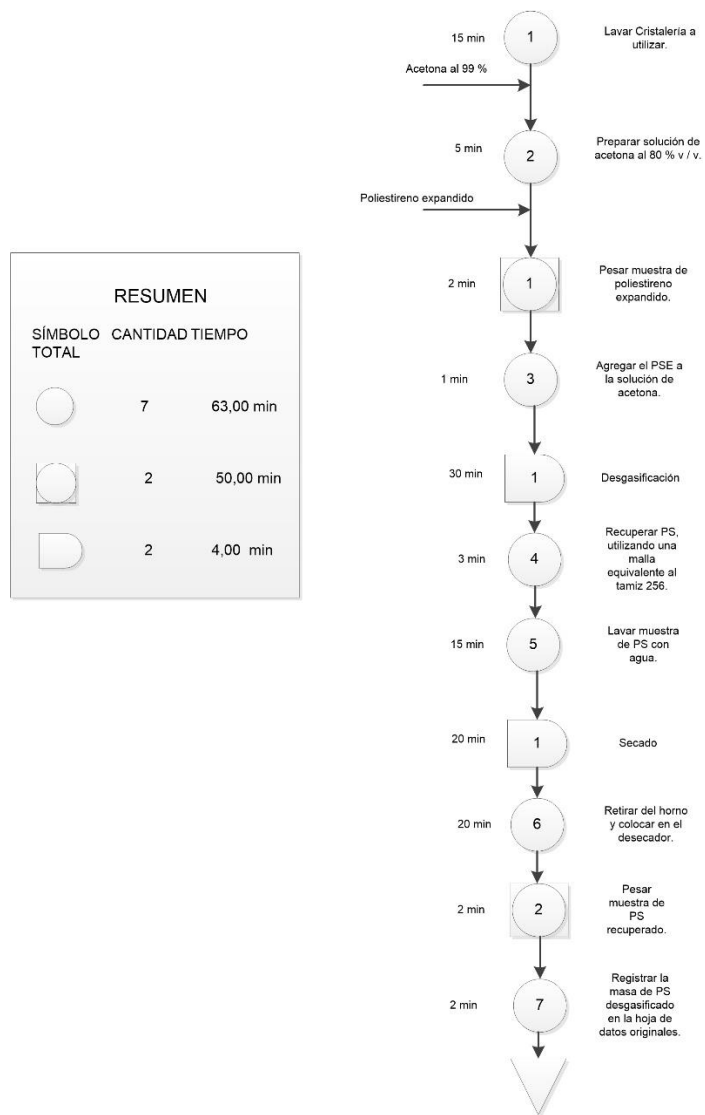 RESUMEN
SÍMBOLO CANTIDAD TIEMPO
TOTAL
7 63,00 min
2 50,00 min
2 4,00 min
15 min
1
Lavar Cristalería a
utilizar.
Acetona al 99 %
5 min
2
Preparar solución de
acetona al 80 % v / v.
Poliestireno expandido
2 min
1
Pesar muestra de
poliestireno
expandido.
1 min
3
Agregar el PSE a
la solución de
acetona.
30 min
1
Desgasificación
3 min
4
Recuperar PS,
utilizando una
malla
equivalente al
tamiz 256.
15 min
5
Lavar muestra
de PS con
agua.
20 min
1
Secado
20 min
6
Retirar del horno
y colocar en el
desecador.
2 min
2
Pesar
muestra de
PS
recuperado.
2 min
7
Registrar la
masa de PS
desgasificado
en la hoja de
datos originales.